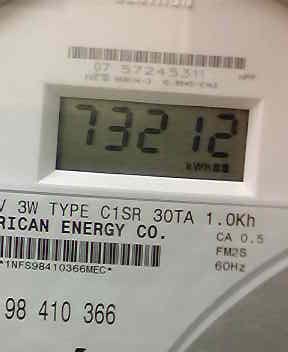 07 57245311
73212
kWh
V 3W TYPE C1SR 30TA 1.0Kh
RICAN ENERGY CO.
CA 0.5
FM2S
*1NFS98410366MEC*
60Hz
98 410 366